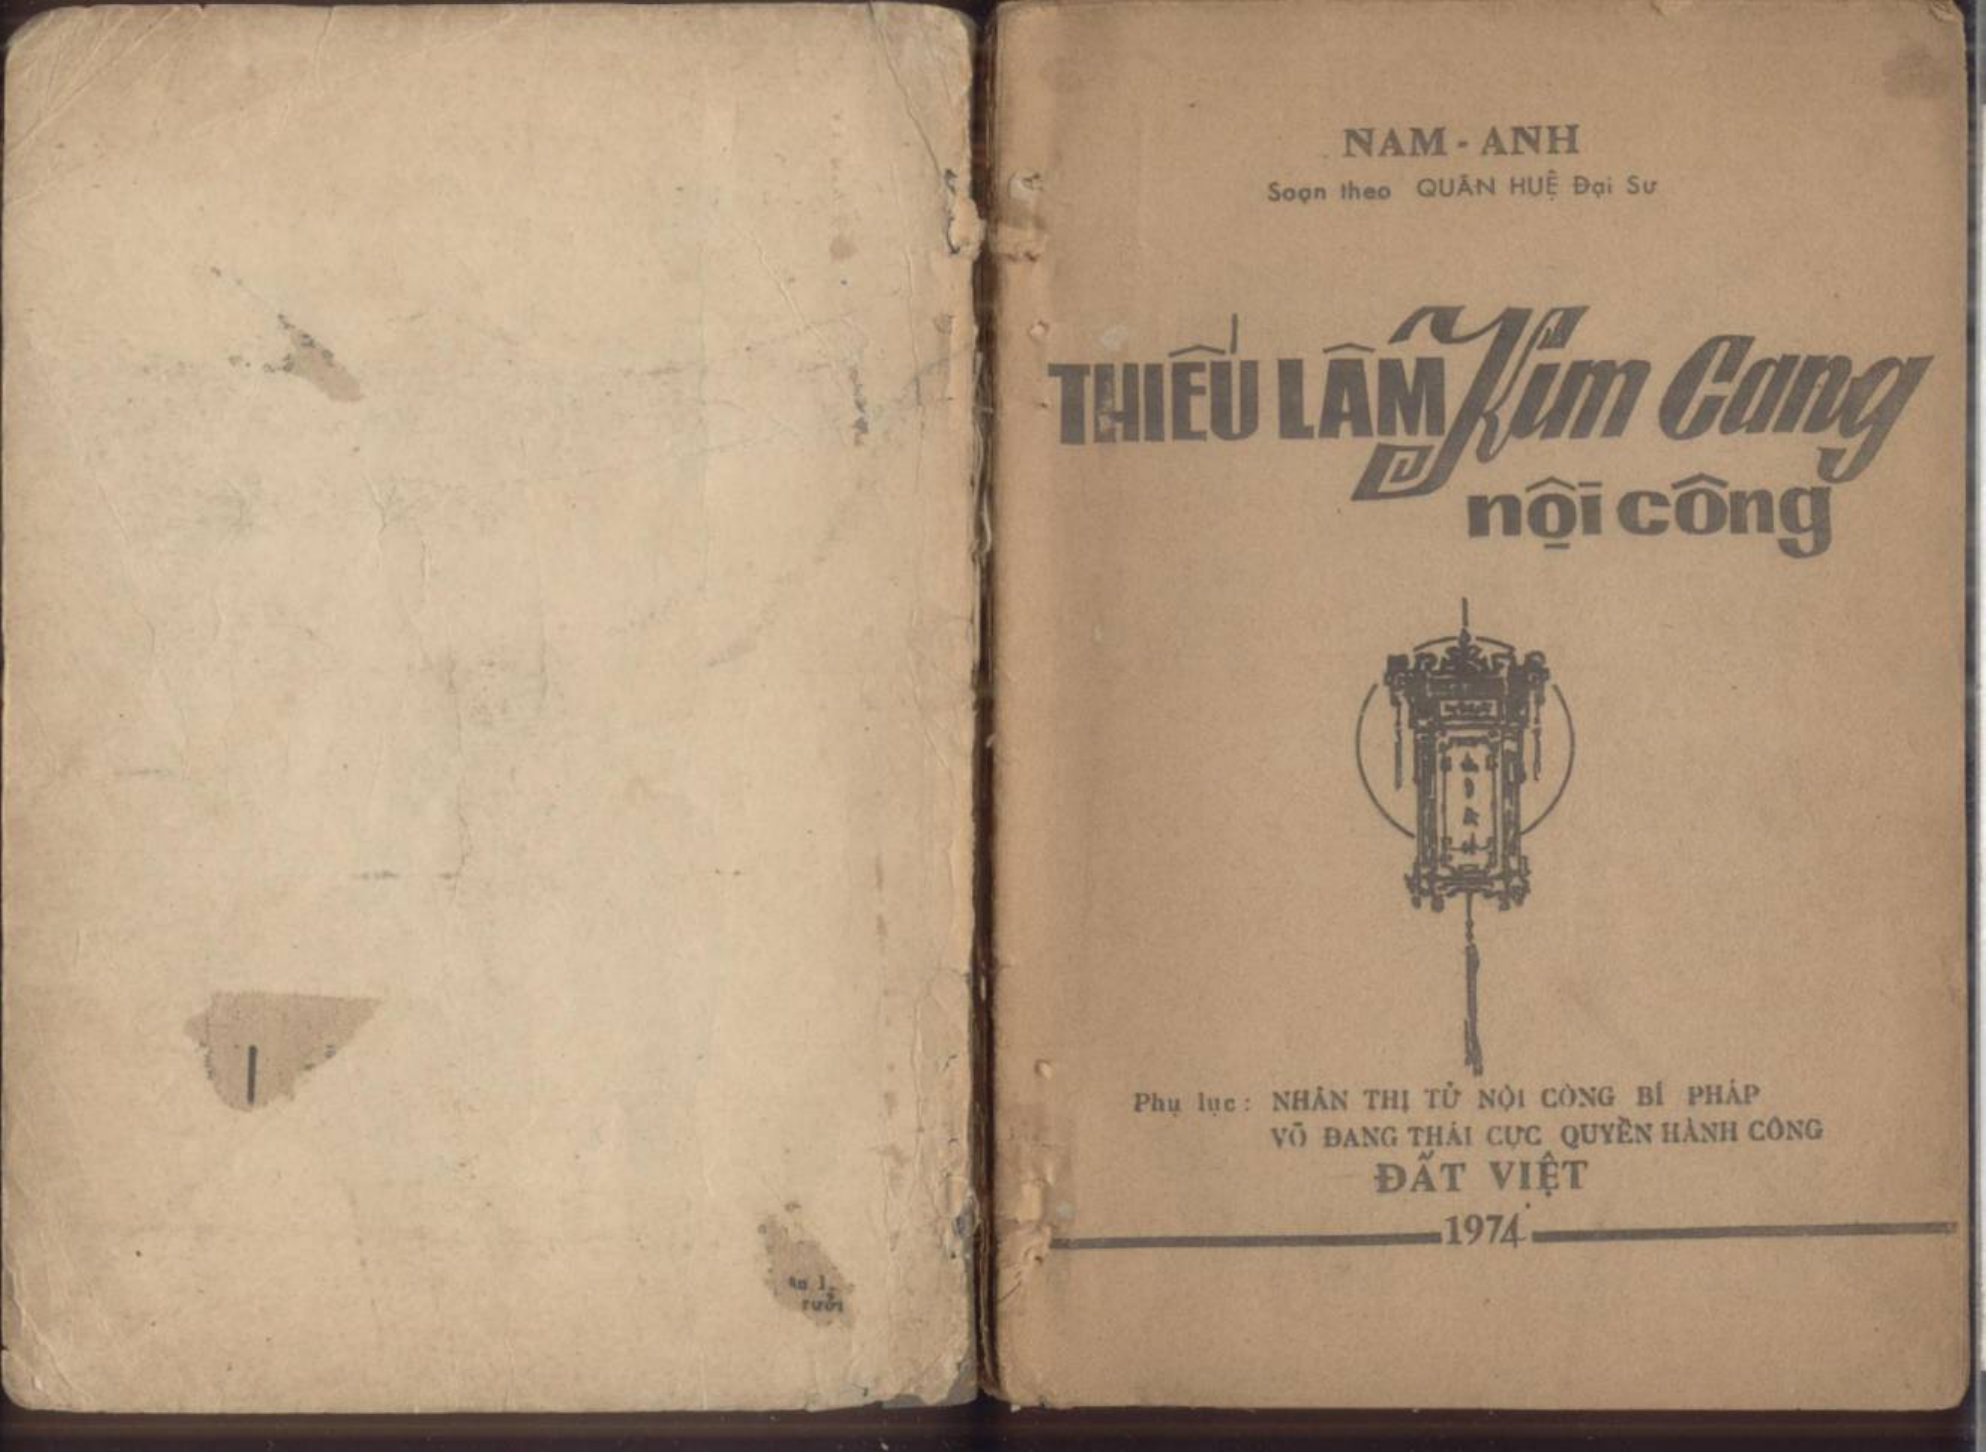 NAM - ANH
Soạn theo QUÂN HUỆ Đại Sư
THIẾU LÂM Kim Cang
nội công
Phụ lục: NHÃN THỊ TỬ NỘI CÔNG BÍ PHÁP
VÕ ĐANG THÁI CỰC QUYỀN HÀNH CÔNG
ĐẤT VIỆT
1974